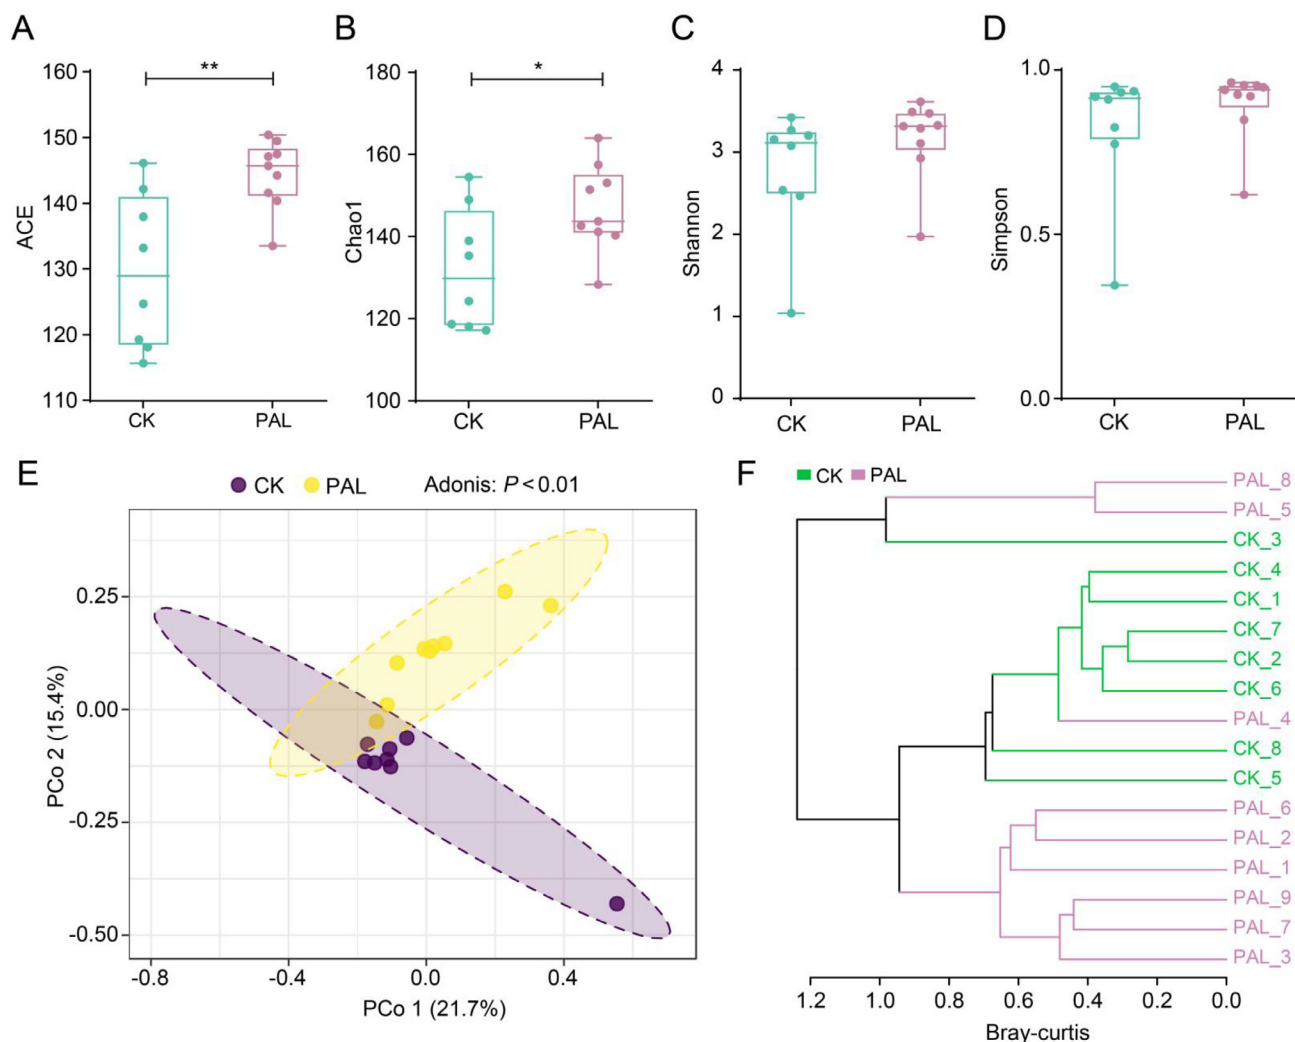 A
B
C
D
160
150
140
130
120
110
ACE
**
CK
PAL
180
160
140
120
100
Chao1
*
CK
PAL
4
3
2
1
0
Shannon
CK
PAL
1.0
0.5
0.0
Simpson
CK
PAL
E
CK
PAL
Adonis: P < 0.01
0.25
0.00
-0.25
-0.50
PCo 2 (15.4%)
-0.8
-0.4
0.0
0.4
PCo 1 (21.7%)
F
CK
PAL
PAL_8
PAL_5
CK_3
CK_4
CK_1
CK_7
CK_2
CK_6
PAL_4
CK_8
CK_5
PAL_6
PAL_2
PAL_1
PAL_9
PAL_7
PAL_3
1.2 1.0 0.8 0.6 0.4 0.2 0.0
Bray-curtis